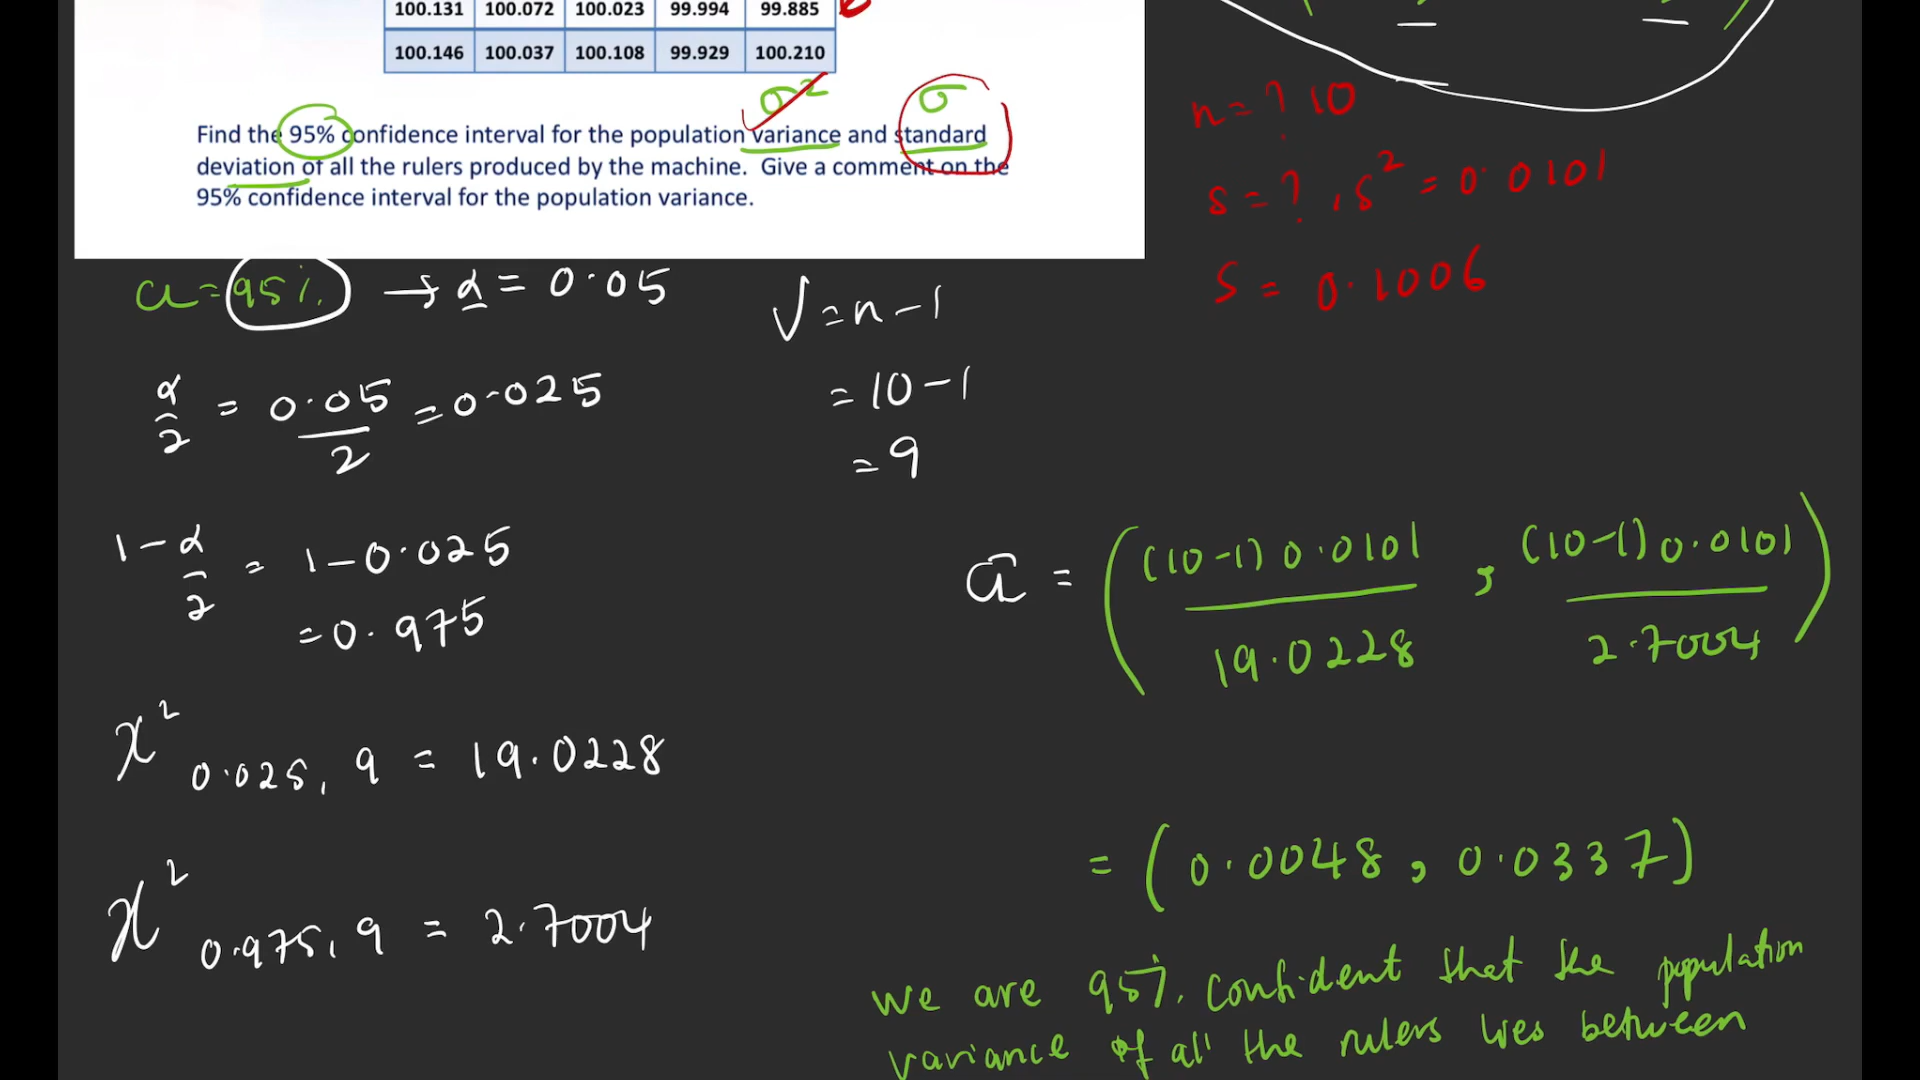 100.131 100.072 100.023 99.994 99.885
100.146 100.037 100.108 99.929 100.210
σ² σ
Find the 95% confidence interval for the population variance and standard
deviation of all the rulers produced by the machine. Give a comment on the
95% confidence interval for the population variance.
n = ? 10
s = ? , s² = 0.0101
s = 0.1006
a = 95% → α = 0.05
α/2 = 0.05/2 = 0.025
1 - α/2 = 1 - 0.025
= 0.975
χ² 0.025, 9 = 19.0228
χ² 0.975, 9 = 2.7004
V = n - 1
= 10 - 1
= 9
= ( (10-1) 0.0101 / 19.0228 , (10-1) 0.0101 / 2.7004 )
= ( 0.0048 , 0.0337 )
We are 95% confident that the population
variance of all the rulers lies between